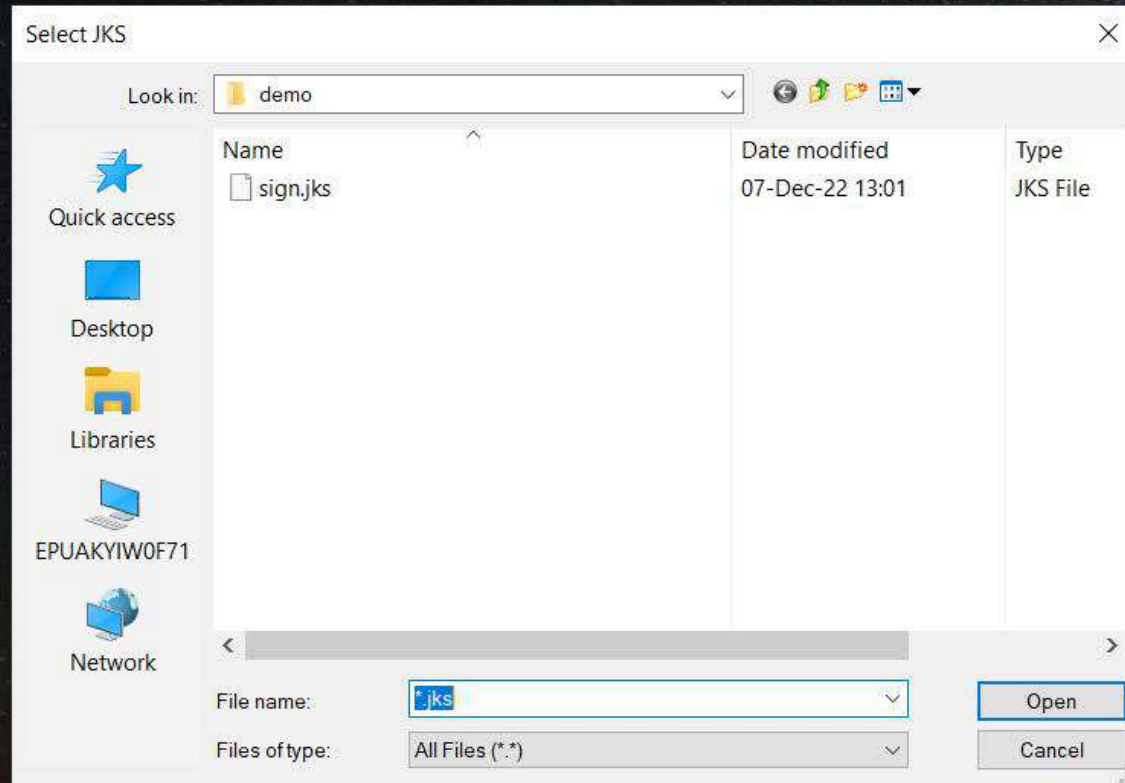 Select JKS
Look in: demo
Name Date modified Type
sign.jks 07-Dec-22 13:01 JKS File
Quick access
Desktop
Libraries
EPUAKYIW0F71
Network
File name: *.jks Open
Files of type: All Files (*.*) Cancel